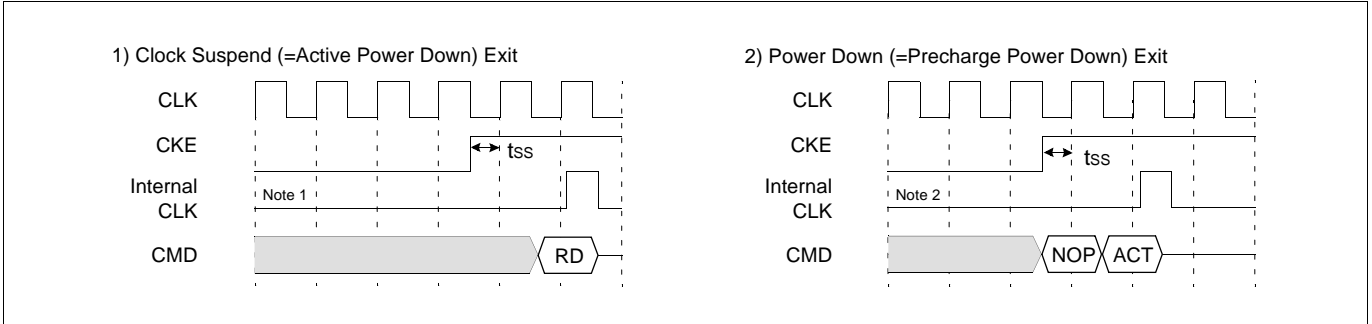 1) Clock Suspend (=Active Power Down) Exit
CLK
CKE
tSS
Internal
CLK
Note 1
CMD
RD
2) Power Down (=Precharge Power Down) Exit
CLK
CKE
tSS
Internal
CLK
Note 2
CMD
NOP
ACT